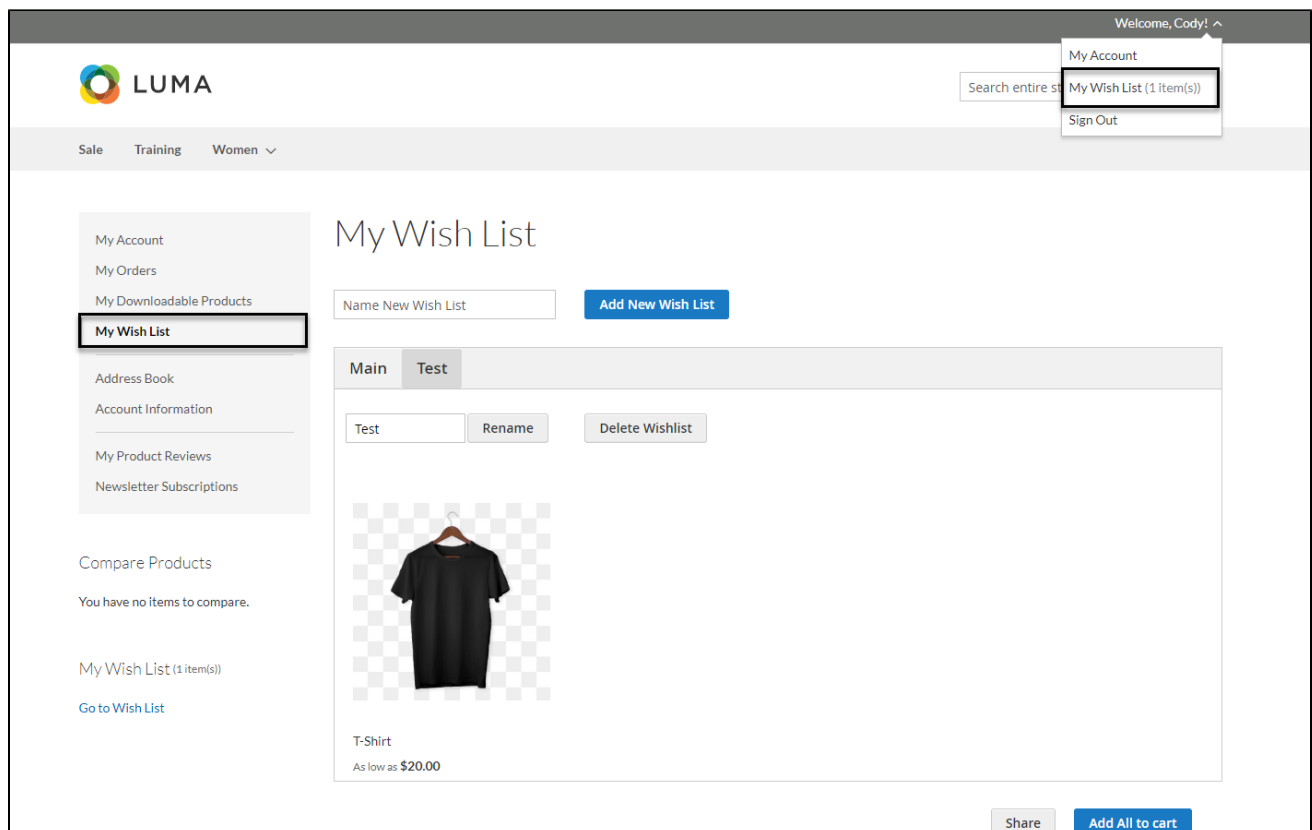 Welcome, Cody!
My Account
My Wish List (1 item(s))
Sign Out
LUMA
Search entire st
Sale Training Women
My Account
My Orders
My Downloadable Products
My Wish List
Address Book
Account Information
My Product Reviews
Newsletter Subscriptions
Compare Products
You have no items to compare.
My Wish List (1 item(s))
Go to Wish List
My Wish List
Name New Wish List Add New Wish List
Main Test
Test Rename Delete Wishlist
T-Shirt
As low as $20.00
Share Add All to cart